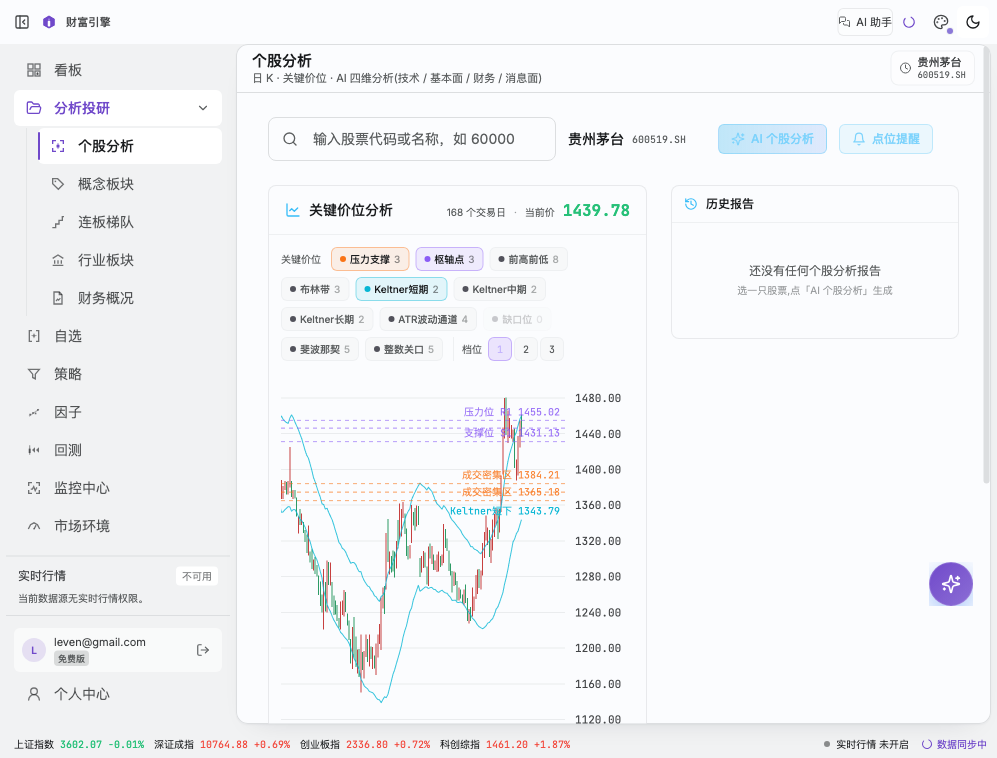 财富引擎
AI 助手
看板
分析投研
个股分析
概念板块
连板梯队
行业板块
财务概况
自选
策略
因子
回测
监控中心
市场环境
实时行情 不可用
当前数据源无实时行情权限。
L
leven@gmail.com
免费版
个人中心
个股分析
日 K · 关键价位 · AI 四维分析(技术 / 基本面 / 财务 / 消息面)
贵州茅台
600519.SH
输入股票代码或名称，如 60000
贵州茅台 600519.SH
AI 个股分析
点位提醒
关键价位分析
168 个交易日 · 当前价 1439.78
关键价位 压力支撑 3 枢轴点 3 前高前低 8
布林带 3 Keltner短期 2 Keltner中期 2
Keltner长期 2 ATR波动通道 4 缺口位 0
斐波那契 5 整数关口 5 档位 1 2 3
1480.00
压力位 R1 1455.02
支撑位 1431.13
1440.00
1400.00
成交密集区 1384.21
成交密集区 1365.18
1360.00
Keltner短下 1343.79
1320.00
1280.00
1240.00
1200.00
1160.00
1120.00
历史报告
还没有任何个股分析报告
选一只股票,点「AI 个股分析」生成
上证指数 3602.07 -0.01% 深证成指 10764.88 +0.69% 创业板指 2336.80 +0.72% 科创综指 1461.20 +1.87%
实时行情 未开启 数据同步中